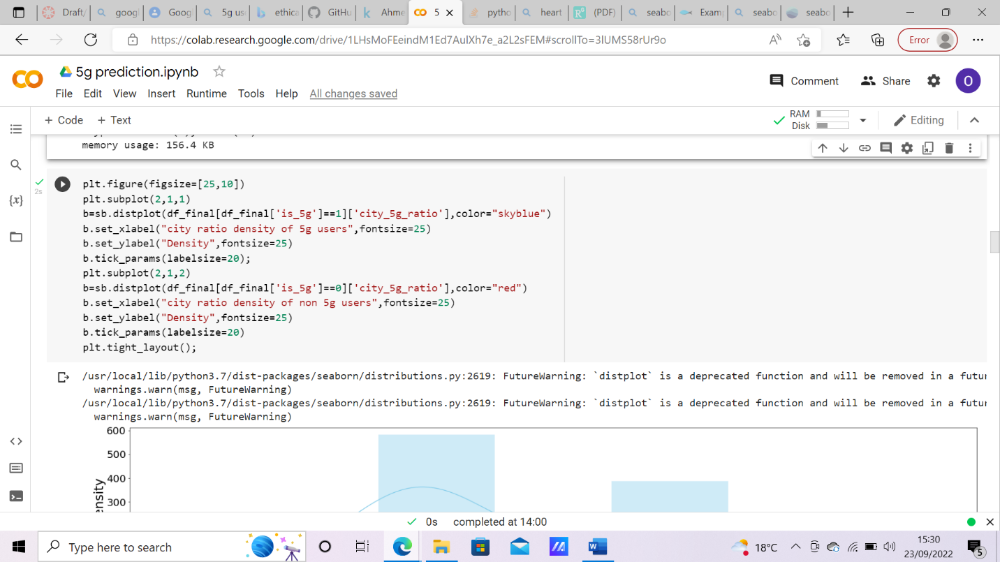 Draft/
googl
Googl
5g us
ethica
GitHu
Ahme
5
pytho
heart
(PDF)
seabo
Exam
seabo
seabo
https://colab.research.google.com/drive/1LHsMoFEeindM1Ed7AulXh7e_a2L2sFEM#scrollTo=3IUMS58rUr9o
Error
5g prediction.ipynb
Comment
Share
O
File Edit View Insert Runtime Tools Help All changes saved
+ Code + Text
RAM
Disk
Editing
memory usage: 156.4 KB
2s
{x}
plt.figure(figsize=[25,10])
plt.subplot(2,1,1)
b=sb.distplot(df_final[df_final['is_5g']==1]['city_5g_ratio'],color="skyblue")
b.set_xlabel("city ratio density of 5g users",fontsize=25)
b.set_ylabel("Density",fontsize=25)
b.tick_params(labelsize=20);
plt.subplot(2,1,2)
b=sb.distplot(df_final[df_final['is_5g']==0]['city_5g_ratio'],color="red")
b.set_xlabel("city ratio density of non 5g users",fontsize=25)
b.set_ylabel("Density",fontsize=25)
b.tick_params(labelsize=20)
plt.tight_layout();
/usr/local/lib/python3.7/dist-packages/seaborn/distributions.py:2619: FutureWarning: `distplot` is a deprecated function and will be removed in a futur
warnings.warn(msg, FutureWarning)
/usr/local/lib/python3.7/dist-packages/seaborn/distributions.py:2619: FutureWarning: `distplot` is a deprecated function and will be removed in a futur
warnings.warn(msg, FutureWarning)
600
500
400
300
ensity
0s completed at 14:00
Type here to search
18°C
15:30
23/09/2022
5